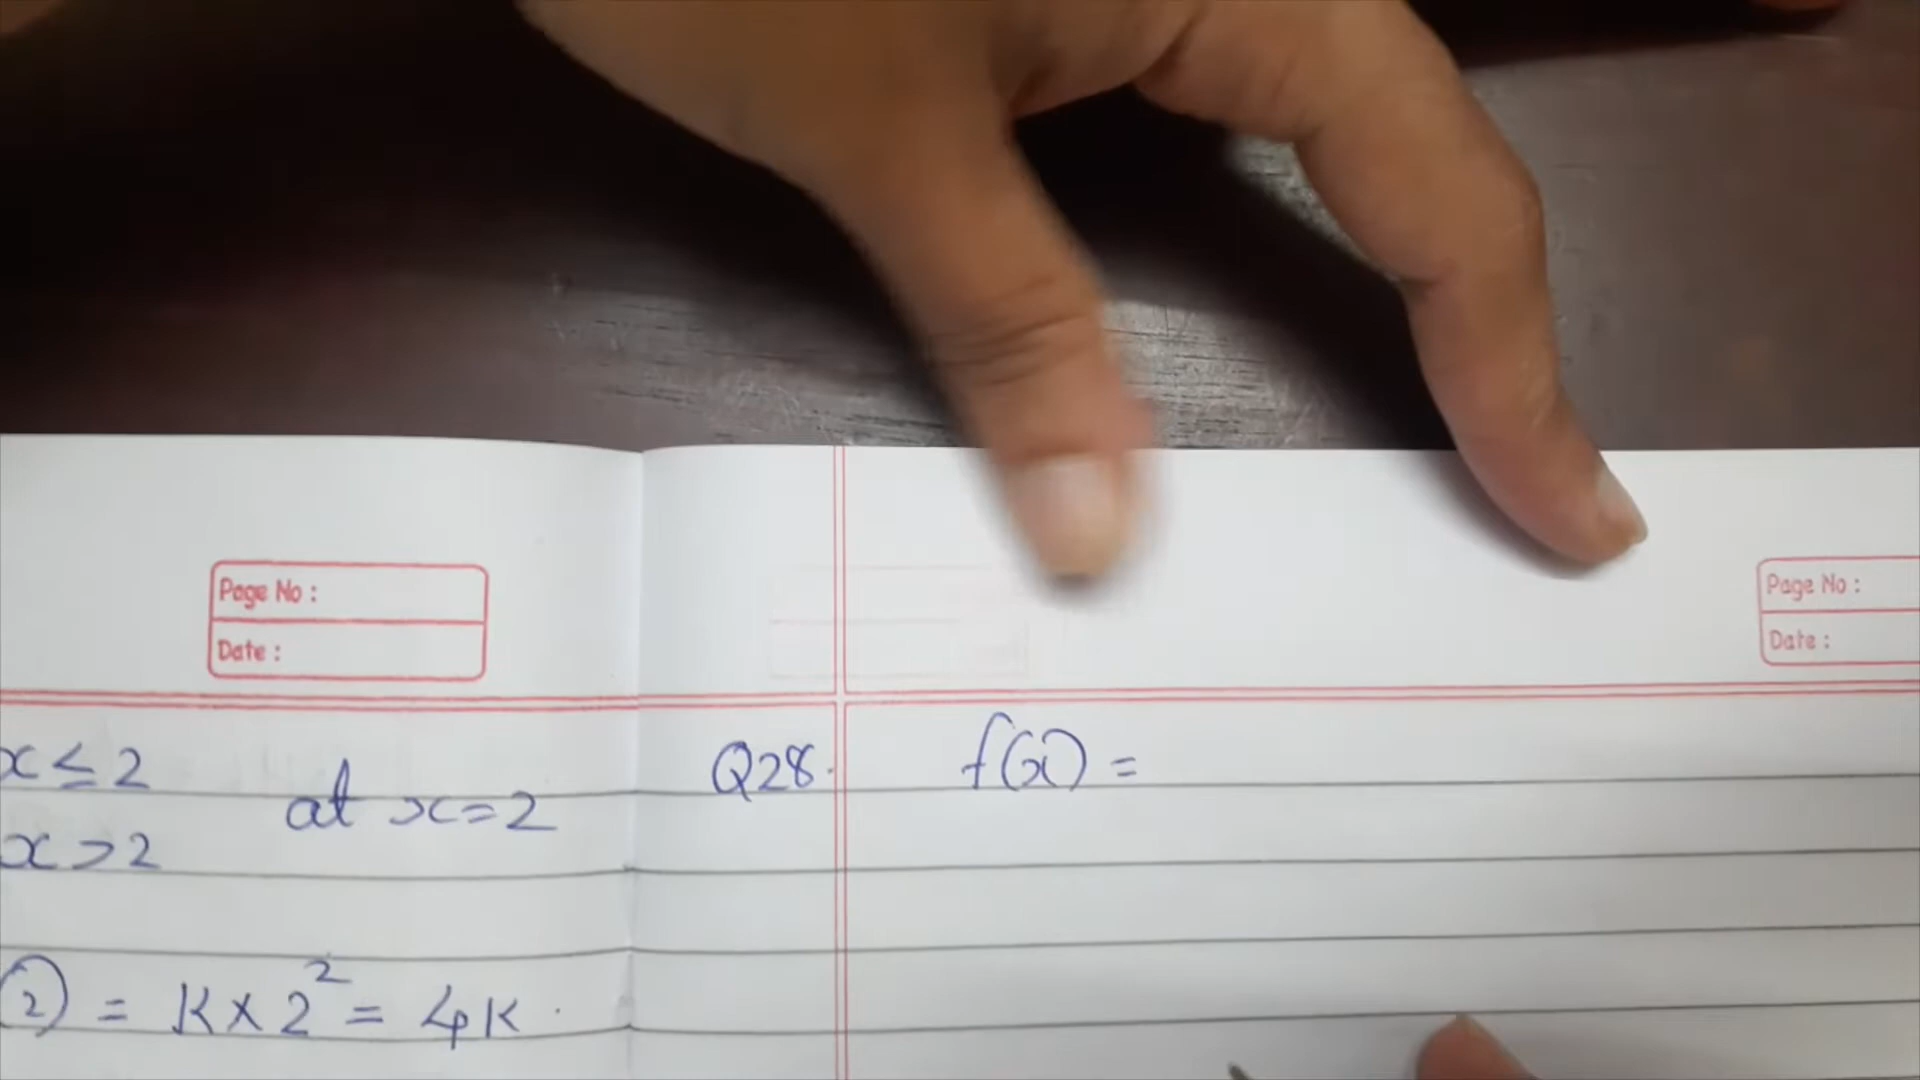 Page No :
Date :
x ≤ 2
at x = 2
x > 2
(2) = K × 2² = 4K .
Page No :
Date :
Q28. f(x) =